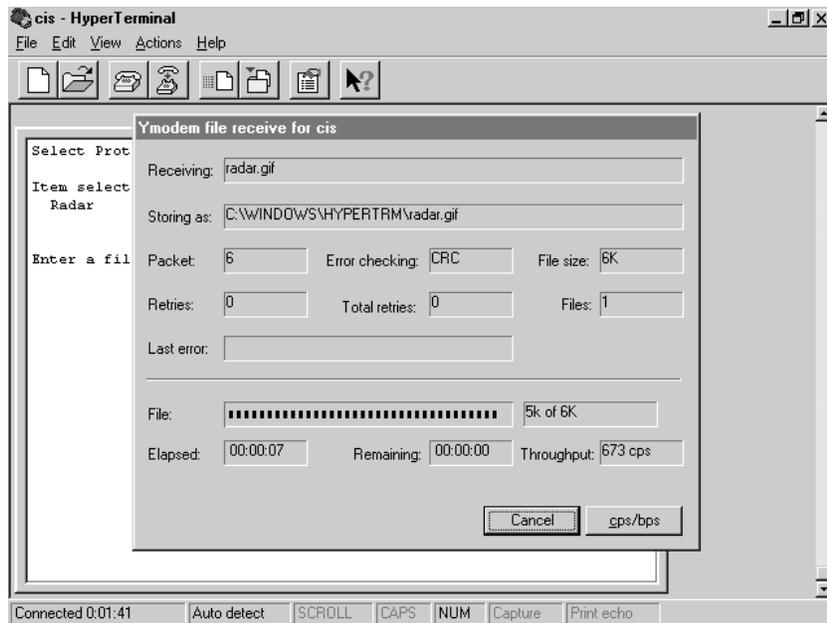 cis - HyperTerminal
File Edit View Actions Help
Ymodem file receive for cis
Select Prot
Item select
Radar
Enter a fil
Receiving: radar.gif
Storing as: C:\WINDOWS\HYPERTRM\radar.gif
Packet: 6 Error checking: CRC File size: 6K
Retries: 0 Total retries: 0 Files: 1
Last error:
File: 5k of 6K
Elapsed: 00:00:07 Remaining: 00:00:00 Throughput: 673 cps
Cancel cps/bps
Connected 0:01:41 Auto detect SCROLL CAPS NUM Capture Print echo